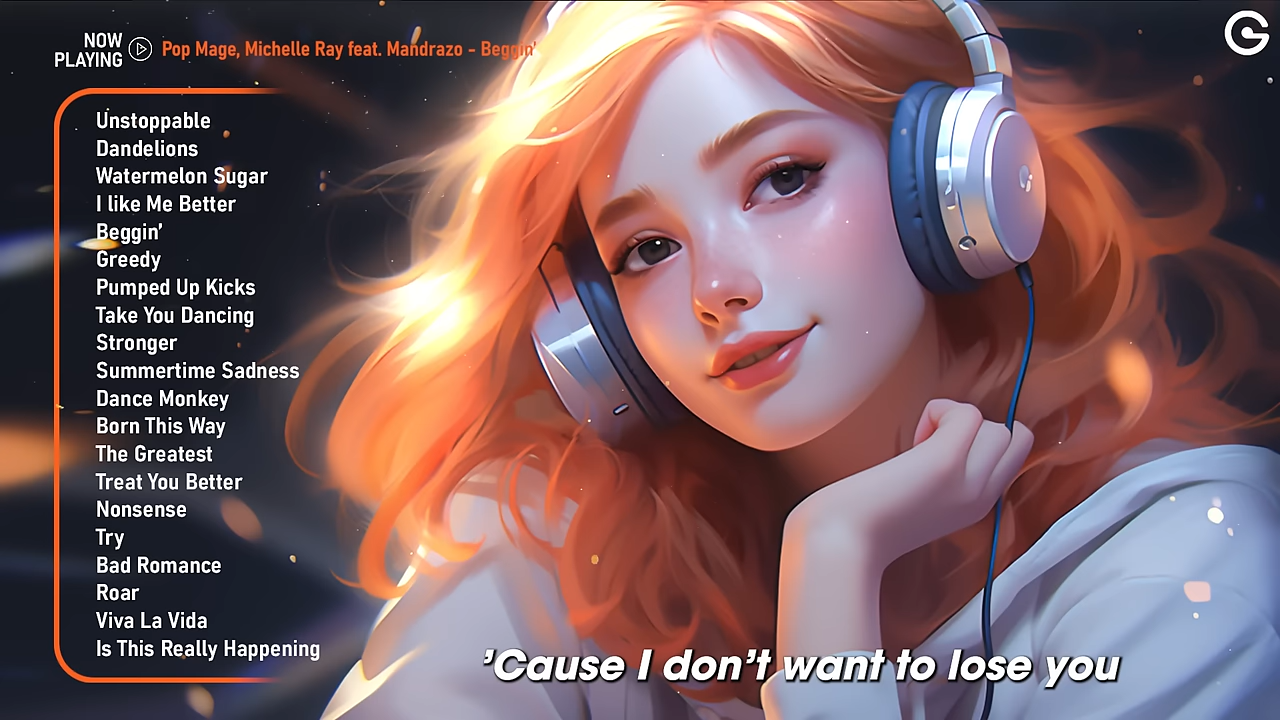 NOW
PLAYING
Pop Mage, Michelle Ray feat. Mandrazo - Beggin'
Unstoppable
Dandelions
Watermelon Sugar
I like Me Better
Beggin’
Greedy
Pumped Up Kicks
Take You Dancing
Stronger
Summertime Sadness
Dance Monkey
Born This Way
The Greatest
Treat You Better
Nonsense
Try
Bad Romance
Roar
Viva La Vida
Is This Really Happening
’Cause I don’t want to lose you